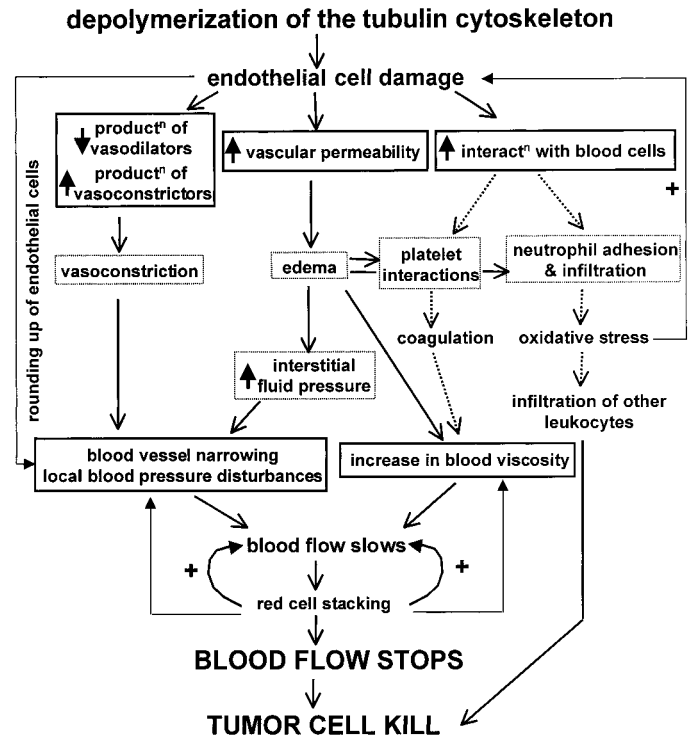 depolymerization of the tubulin cytoskeleton
endothelial cell damage
productⁿ of
vasodilators
productⁿ of
vasoconstrictors
vascular permeability
interactⁿ with blood cells
+
rounding up of endothelial cells
vasoconstriction
edema
platelet
interactions
neutrophil adhesion
& infiltration
coagulation
oxidative stress
interstitial
fluid pressure
infiltration of other
leukocytes
blood vessel narrowing
local blood pressure disturbances
increase in blood viscosity
blood flow slows
+
+
red cell stacking
BLOOD FLOW STOPS
TUMOR CELL KILL